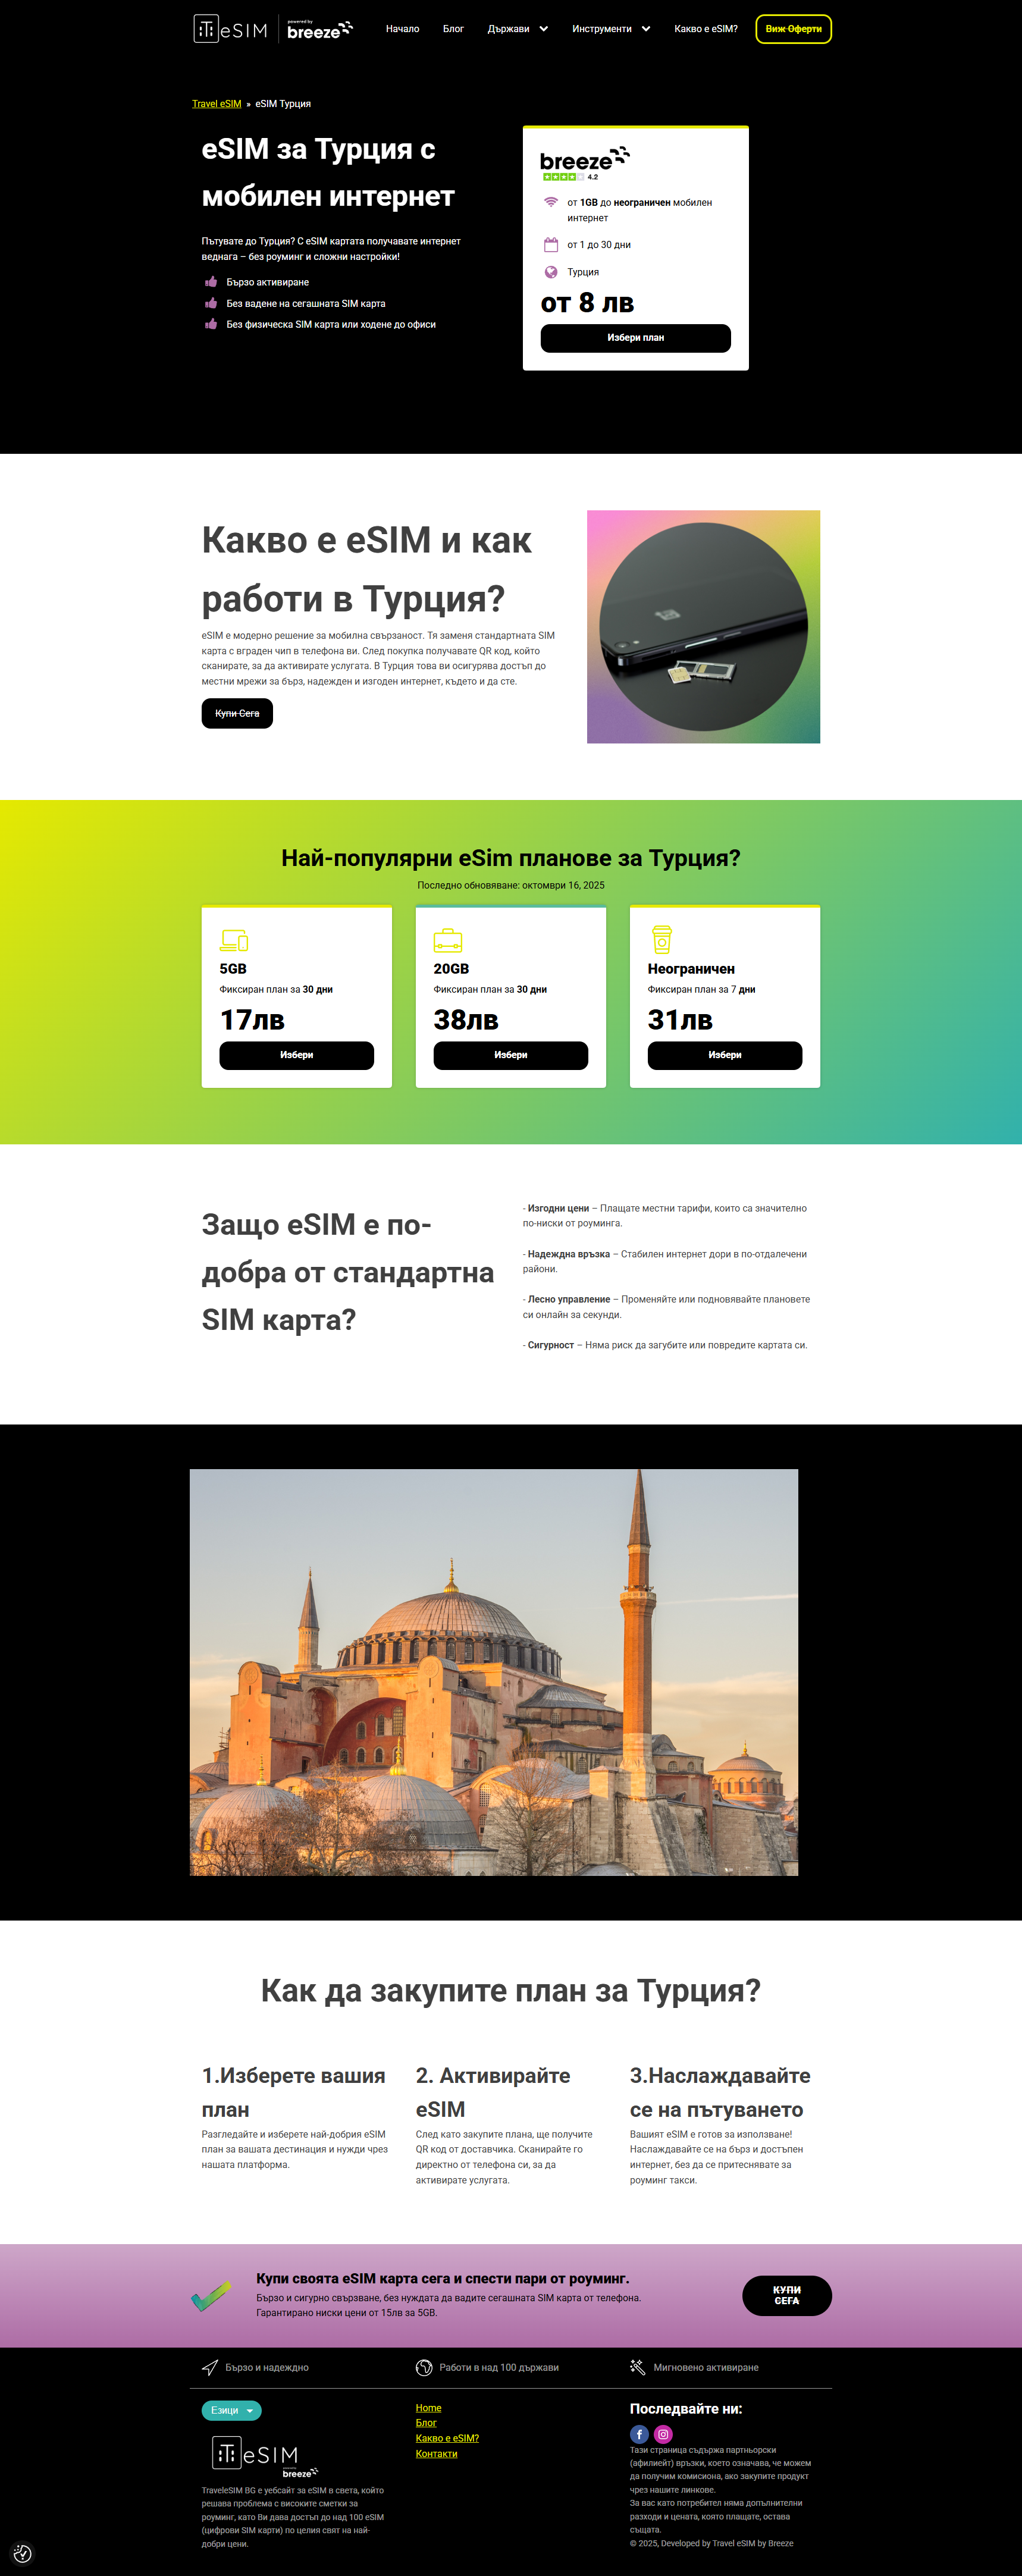 eSIM
powered by
breeze
Начало
Блог
Държави
Инструменти
Какво е eSIM?
Виж Оферти
Travel eSIM » eSIM Турция
eSIM за Турция с
мобилен интернет
Пътувате до Турция? С eSIM картата получавате интернет
веднага – без роуминг и сложни настройки!
Бързо активиране
Без вадене на сегашната SIM карта
Без физическа SIM карта или ходене до офиси
breeze
4.2
от 1GB до неограничен мобилен
интернет
от 1 до 30 дни
Турция
от 8 лв
Избери план
Какво е eSIM и как
работи в Турция?
eSIM е модерно решение за мобилна свързаност. Тя заменя стандартната SIM
карта с вграден чип в телефона ви. След покупка получавате QR код, който
сканирате, за да активирате услугата. В Турция това ви осигурява достъп до
местни мрежи за бърз, надежден и изгоден интернет, където и да сте.
Купи Сега
Най-популярни eSim планове за Турция?
Последно обновяване: октомври 16, 2025
5GB
Фиксиран план за 30 дни
17лв
Избери
20GB
Фиксиран план за 30 дни
38лв
Избери
Неограничен
Фиксиран план за 7 дни
31лв
Избери
Защо eSIM е по-
добра от стандартна
SIM карта?
- Изгодни цени – Плащате местни тарифи, които са значително
по-ниски от роуминга.
- Надеждна връзка – Стабилен интернет дори в по-отдалечени
райони.
- Лесно управление – Променяйте или подновявайте плановете
си онлайн за секунди.
- Сигурност – Няма риск да загубите или повредите картата си.
Как да закупите план за Турция?
1.Изберете вашия
план
Разгледайте и изберете най-добрия eSIM
план за вашата дестинация и нужди чрез
нашата платформа.
2. Активирайте
eSIM
След като закупите плана, ще получите
QR код от доставчика. Сканирайте го
директно от телефона си, за да
активирате услугата.
3.Наслаждавайте
се на пътуването
Вашият eSIM е готов за използване!
Наслаждавайте се на бърз и достъпен
интернет, без да се притеснявате за
роуминг такси.
Купи своята eSIM карта сега и спести пари от роуминг.
Бързо и сигурно свързване, без нуждата да вадите сегашната SIM карта от телефона.
Гарантирано ниски цени от 15лв за 5GB.
КУПИ
СЕГА
Бързо и надеждно
Работи в над 100 държави
Мигновено активиране
Езици
eSIM
breeze
TraveleSIM BG е уебсайт за eSIM в света, който
решава проблема с високите сметки за
роуминг, като Ви дава достъп до над 100 eSIM
(цифрови SIM карти) по целия свят на най-
добри цени.
Home
Блог
Какво е eSIM?
Контакти
Последвайте ни:
Тази страница съдържа партньорски
(афилиейт) връзки, което означава, че можем
да получим комисиона, ако закупите продукт
чрез нашите линкове.
За вас като потребител няма допълнителни
разходи и цената, която плащате, остава
същата.
© 2025, Developed by Travel eSIM by Breeze